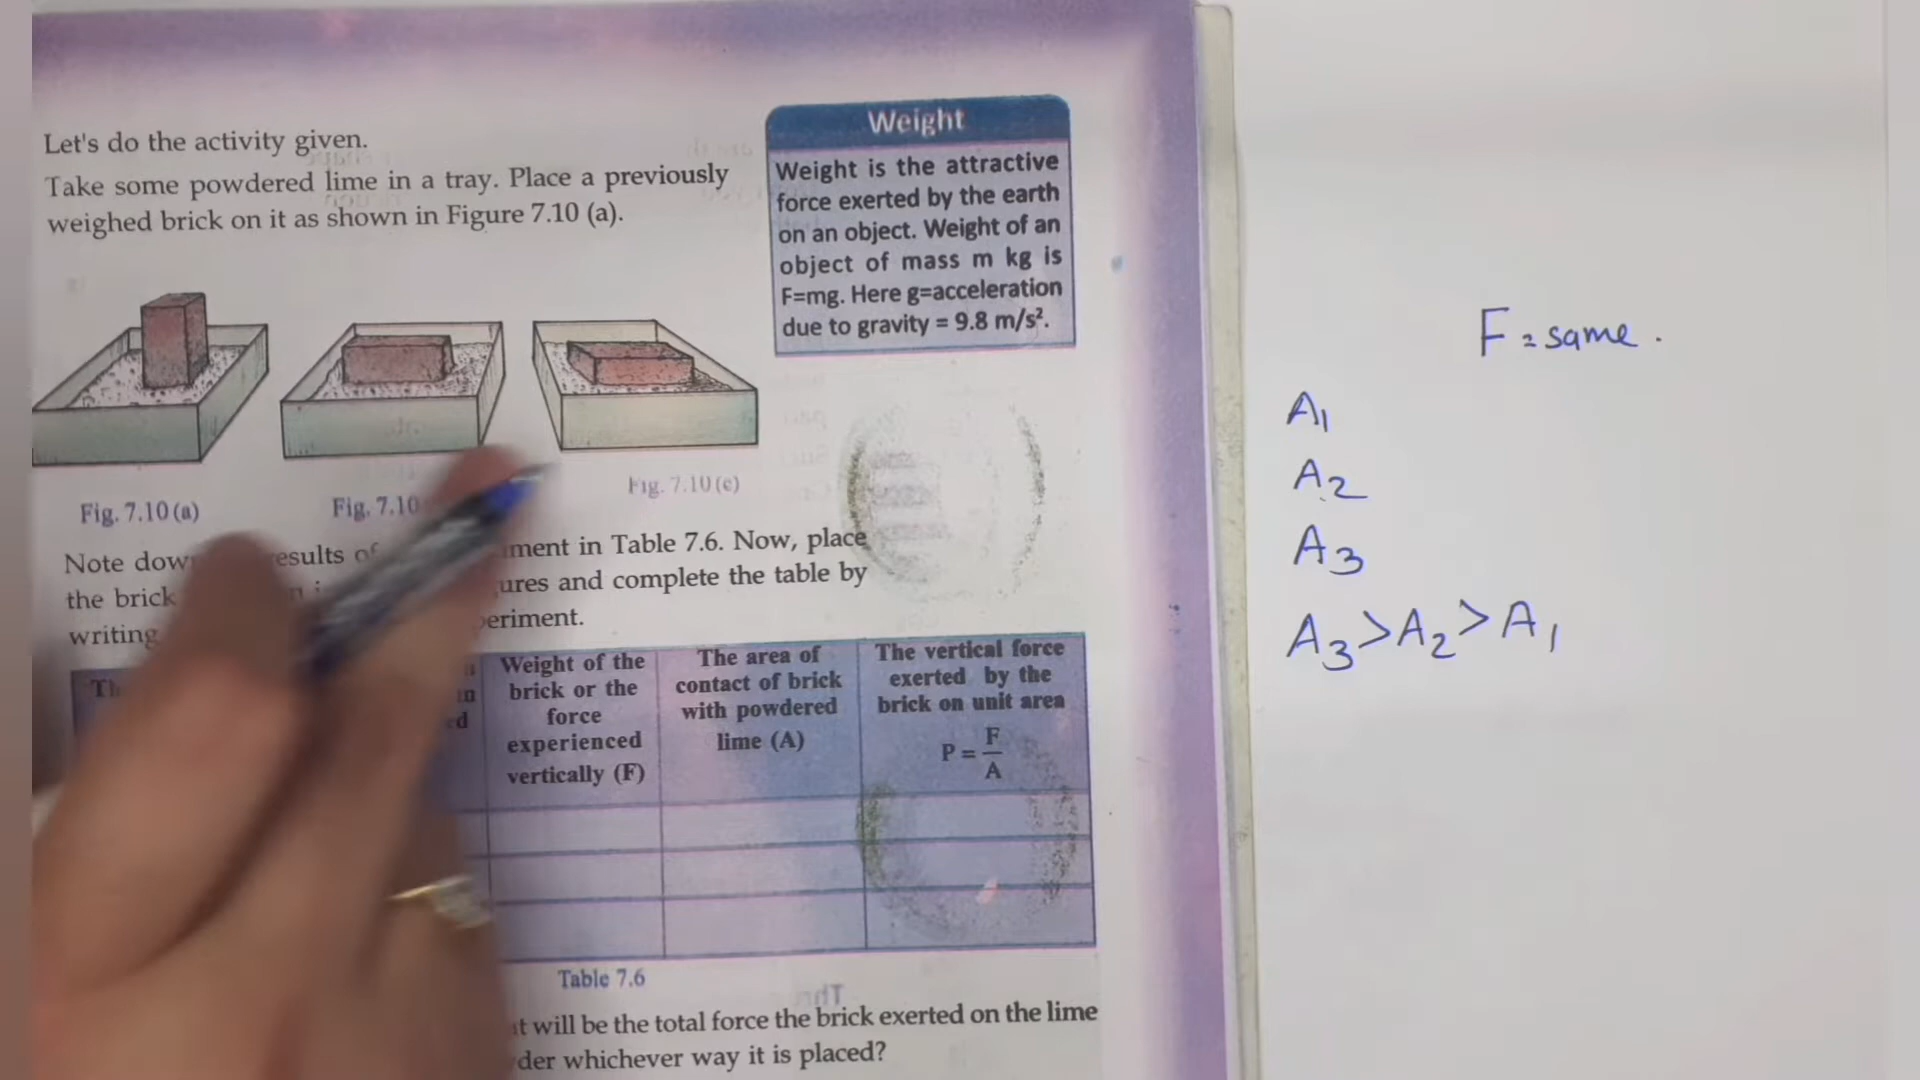 Let's do the activity given.
Take some powdered lime in a tray. Place a previously
weighed brick on it as shown in Figure 7.10 (a).
Weight
Weight is the attractive
force exerted by the earth
on an object. Weight of an
object of mass m kg is
F=mg. Here g=acceleration
due to gravity = 9.8 m/s².
Fig. 7.10 (a)
Fig. 7.10
Fig. 7.10 (c)
Note down results of ment in Table 7.6. Now, place
the brick ures and complete the table by
writing periment.
Weight of the
brick or the
force
experienced
vertically (F)
The area of
contact of brick
with powdered
lime (A)
The vertical force
exerted by the
brick on unit area
P = F/A
Table 7.6
t will be the total force the brick exerted on the lime
der whichever way it is placed?
F = same.
A1
A2
A3
A3 > A2 > A1